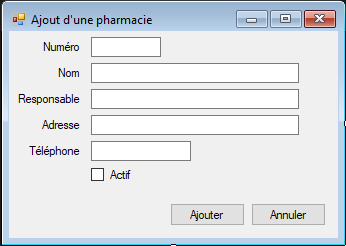 Ajout d'une pharmacie
Numéro
Nom
Responsable
Adresse
Téléphone
Actif
Ajouter Annuler